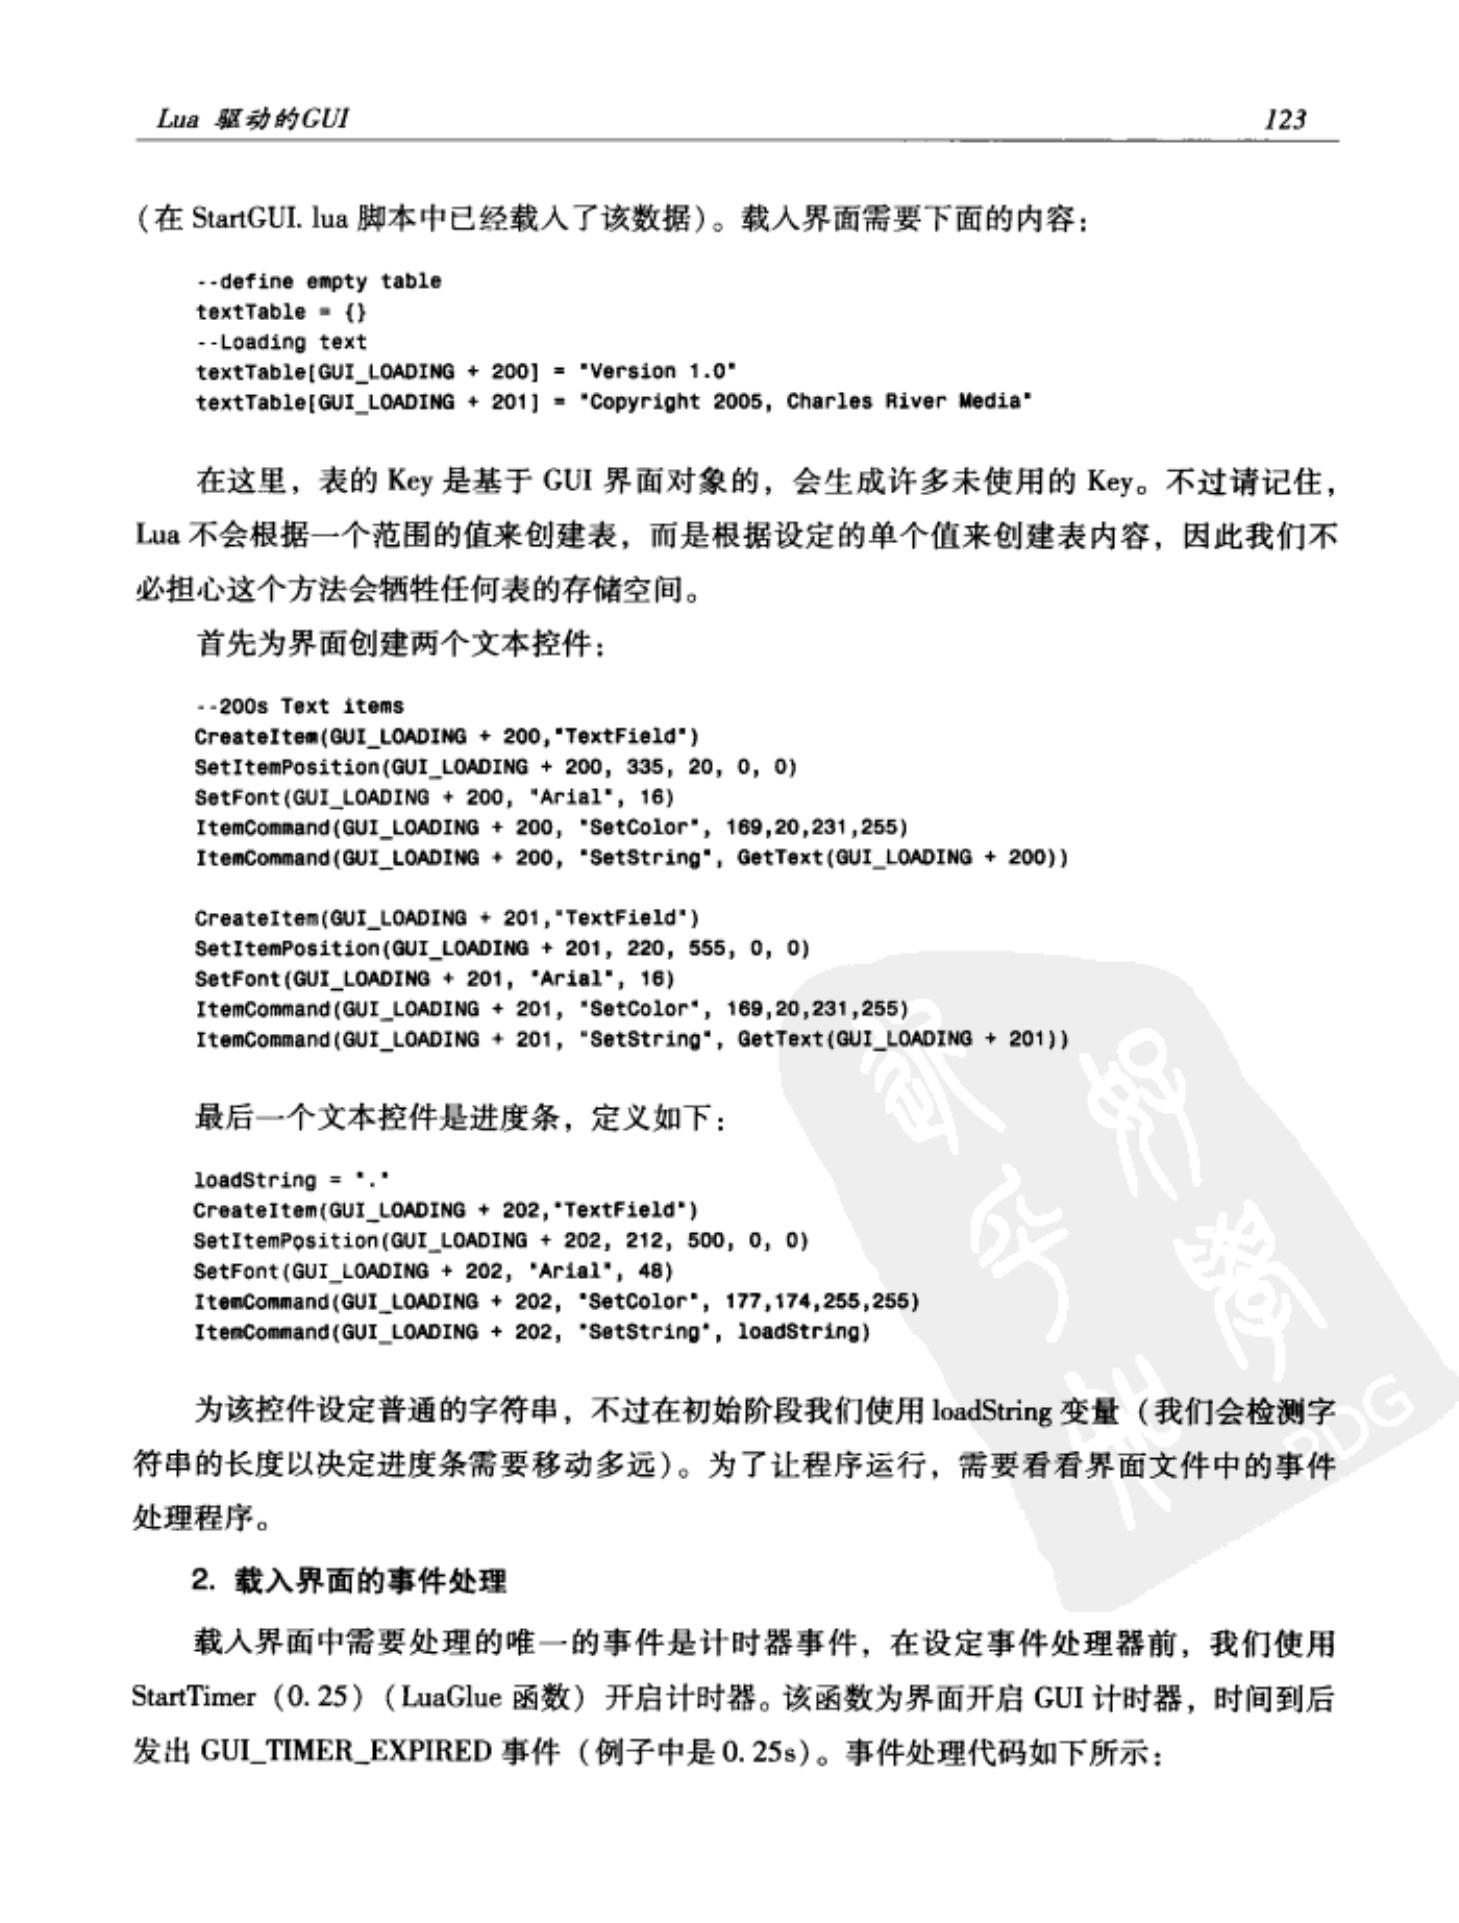 Lua 驱动的GUI 123
(在 StartGUI. lua 脚本中已经载入了该数据)。载入界面需要下面的内容：
--define empty table
textTable = {}
--Loading text
textTable[GUI_LOADING + 200] = "Version 1.0"
textTable[GUI_LOADING + 201] = "Copyright 2005, Charles River Media"
在这里，表的 Key 是基于 GUI 界面对象的，会生成许多未使用的 Key。不过请记住，
Lua 不会根据一个范围的值来创建表，而是根据设定的单个值来创建表内容，因此我们不
必担心这个方法会牺牲任何表的存储空间。
首先为界面创建两个文本控件：
--200s Text items
CreateItem(GUI_LOADING + 200,"TextField")
SetItemPosition(GUI_LOADING + 200, 335, 20, 0, 0)
SetFont(GUI_LOADING + 200, "Arial", 16)
ItemCommand(GUI_LOADING + 200, "SetColor", 169,20,231,255)
ItemCommand(GUI_LOADING + 200, "SetString", GetText(GUI_LOADING + 200))
CreateItem(GUI_LOADING + 201,"TextField")
SetItemPosition(GUI_LOADING + 201, 220, 555, 0, 0)
SetFont(GUI_LOADING + 201, "Arial", 16)
ItemCommand(GUI_LOADING + 201, "SetColor", 169,20,231,255)
ItemCommand(GUI_LOADING + 201, "SetString", GetText(GUI_LOADING + 201))
最后一个文本控件是进度条，定义如下：
loadString = "."
CreateItem(GUI_LOADING + 202,"TextField")
SetItemPosition(GUI_LOADING + 202, 212, 500, 0, 0)
SetFont(GUI_LOADING + 202, "Arial", 48)
ItemCommand(GUI_LOADING + 202, "SetColor", 177,174,255,255)
ItemCommand(GUI_LOADING + 202, "SetString", loadString)
为该控件设定普通的字符串，不过在初始阶段我们使用 loadString 变量（我们会检测字
符串的长度以决定进度条需要移动多远）。为了让程序运行，需要看看界面文件中的事件
处理程序。
2. 载入界面的事件处理
载入界面中需要处理的唯一的事件是计时器事件，在设定事件处理器前，我们使用
StartTimer（0. 25）（LuaGlue 函数）开启计时器。该函数为界面开启 GUI 计时器，时间到后
发出 GUI_TIMER_EXPIRED 事件（例子中是 0. 25s）。事件处理代码如下所示：
PDG